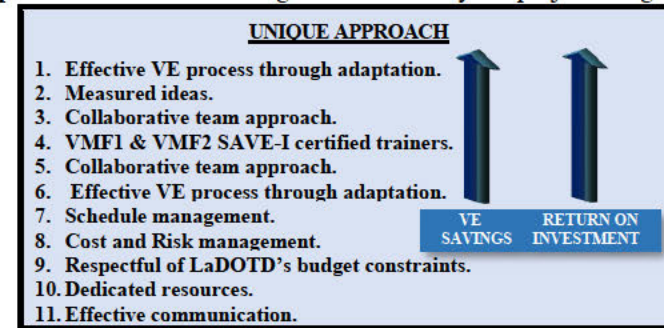 UNIQUE APPROACH
1. Effective VE process through adaptation.
2. Measured ideas.
3. Collaborative team approach.
4. VMF1 & VMF2 SAVE-I certified trainers.
5. Collaborative team approach.
6. Effective VE process through adaptation.
7. Schedule management.
8. Cost and Risk management.
9. Respectful of LaDOTD's budget constraints.
10. Dedicated resources.
11. Effective communication.
VE
SAVINGS
RETURN ON
INVESTMENT